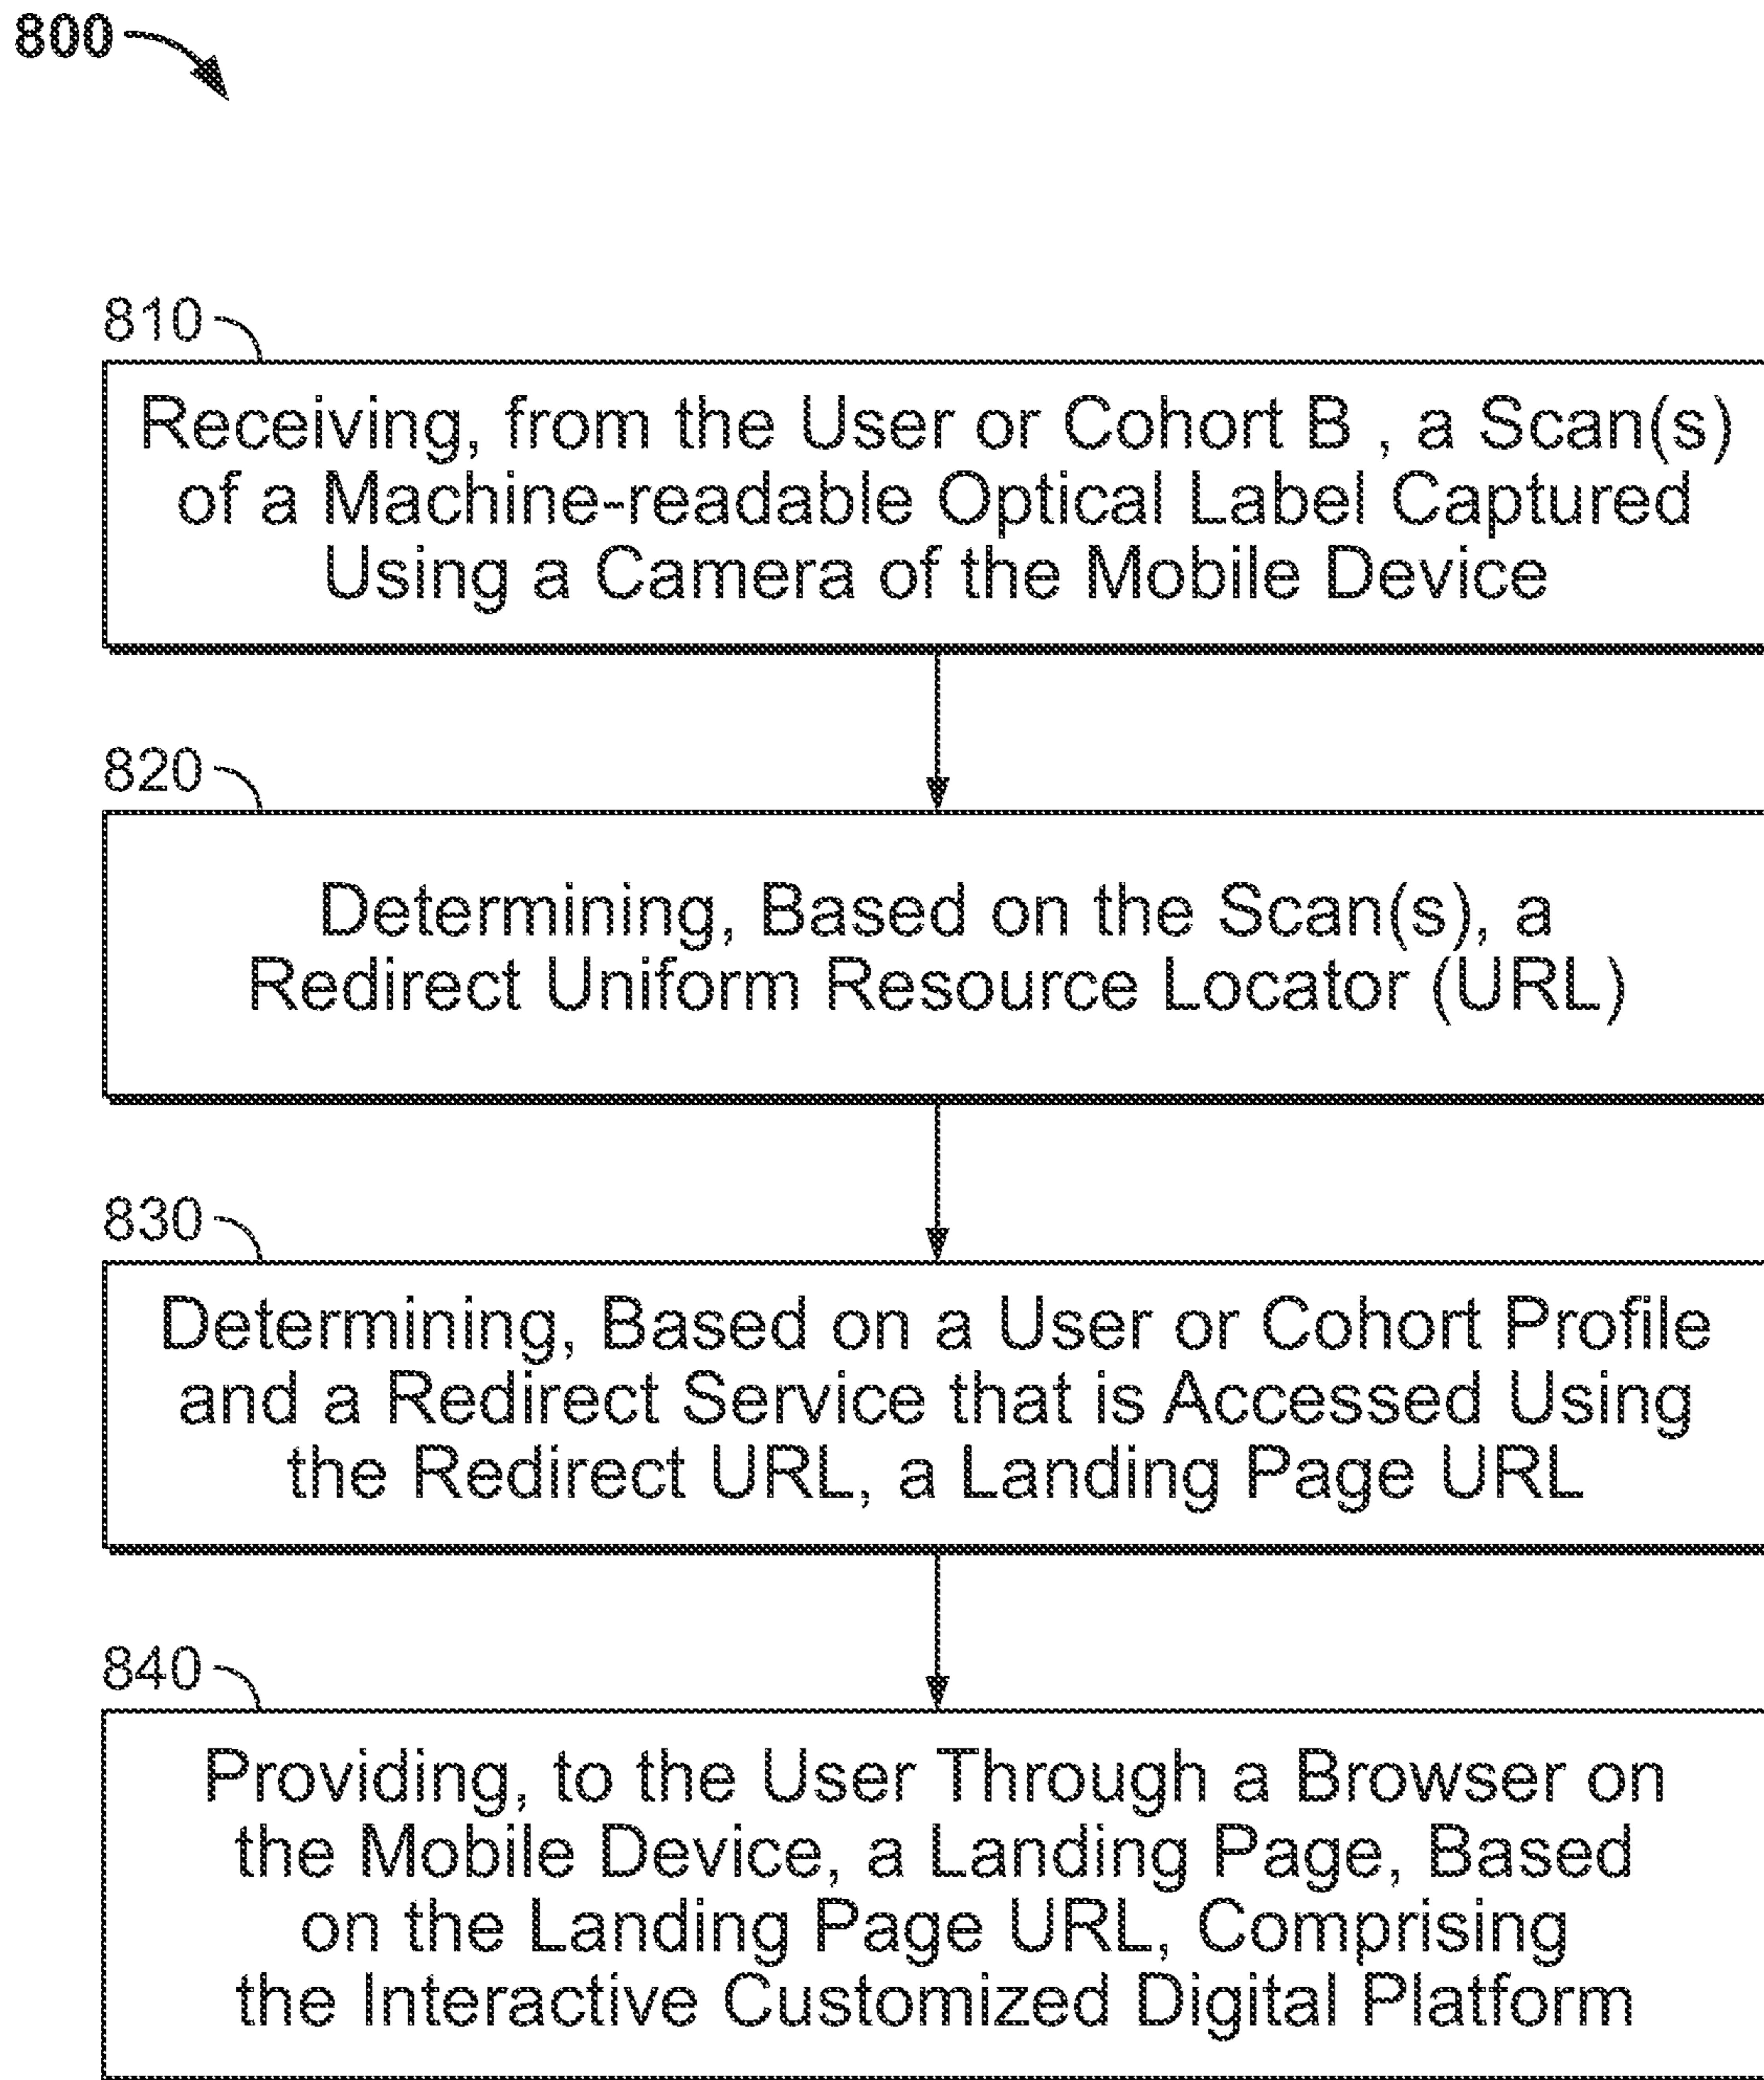 800
810
Receiving, from the User or Cohort B , a Scan(s)
of a Machine-readable Optical Label Captured
Using a Camera of the Mobile Device
820
Determining, Based on the Scan(s), a
Redirect Uniform Resource Locator (URL)
830
Determining, Based on a User or Cohort Profile
and a Redirect Service that is Accessed Using
the Redirect URL, a Landing Page URL
840
Providing, to the User Through a Browser on
the Mobile Device, a Landing Page, Based
on the Landing Page URL, Comprising
the Interactive Customized Digital Platform